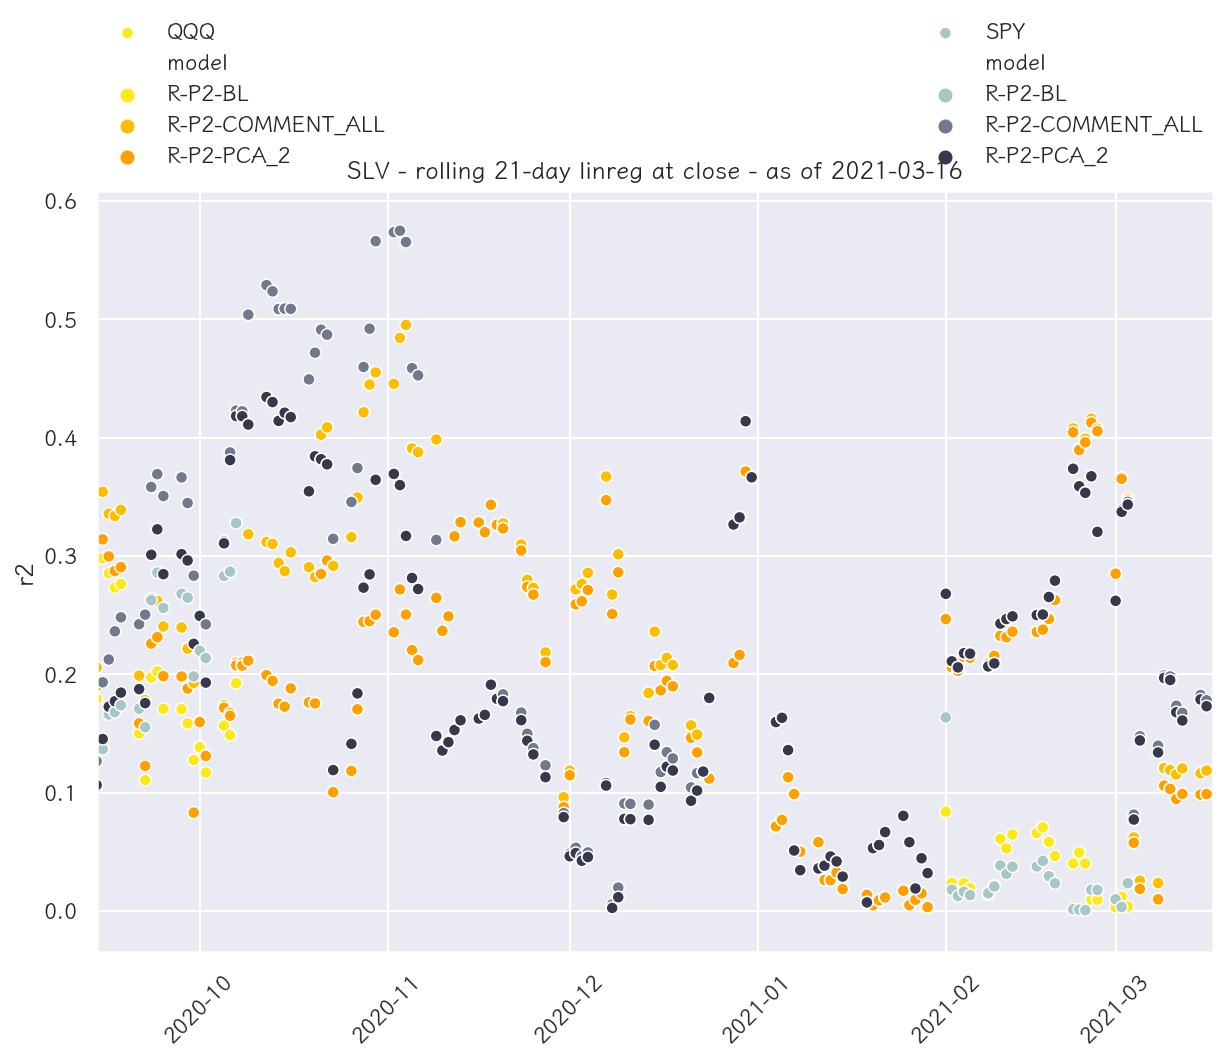 QQQ
model
R-P2-BL
R-P2-COMMENT_ALL
R-P2-PCA_2
SPY
model
R-P2-BL
R-P2-COMMENT_ALL
R-P2-PCA_2
SLV - rolling 21-day linreg at close - as of 2021-03-16
r2
0.6
0.5
0.4
0.3
0.2
0.1
0.0
2020-10
2020-11
2020-12
2021-01
2021-02
2021-03